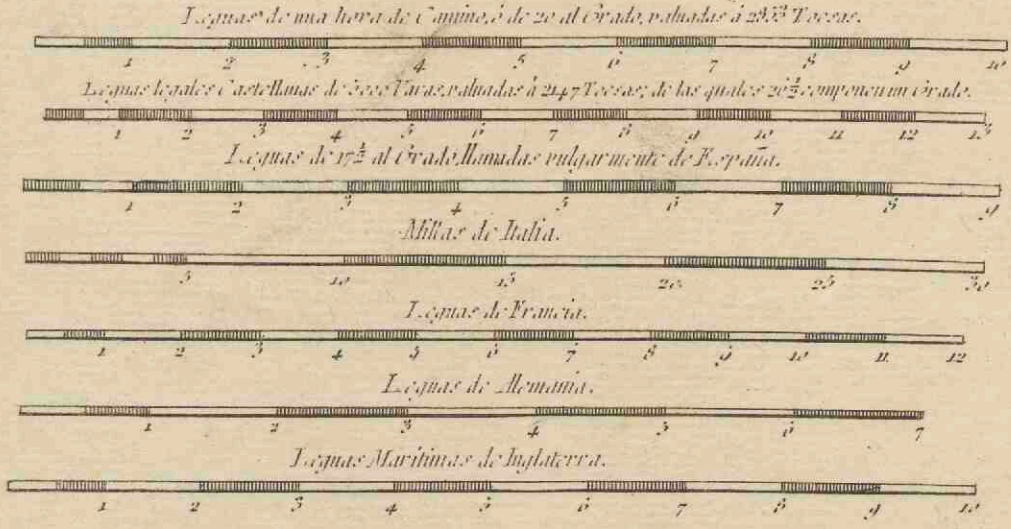 Leguas de una hora de Camino, ó de 20 al Grado, valuadas á Toesas.
1 2 3 4 5 6 7 8 9 10
Leguas legales Castellanas de 5000 Varas, valuadas á 2147 Toesas; de las quales 26½ componen un Grado.
1 2 3 4 5 6 7 8 9 10 11 12 13
Leguas de 17½ al Grado, llamadas vulgarmente de España.
1 2 3 4 5 6 7 8 9
Millas de Italia.
5 10 15 20 25 30
Leguas de Francia.
1 2 3 4 5 6 7 8 9 10 11 12
Leguas de Alemania.
1 2 3 4 5 6 7
Leguas Marítimas de Inglaterra.
1 2 3 4 5 6 7 8 9 10